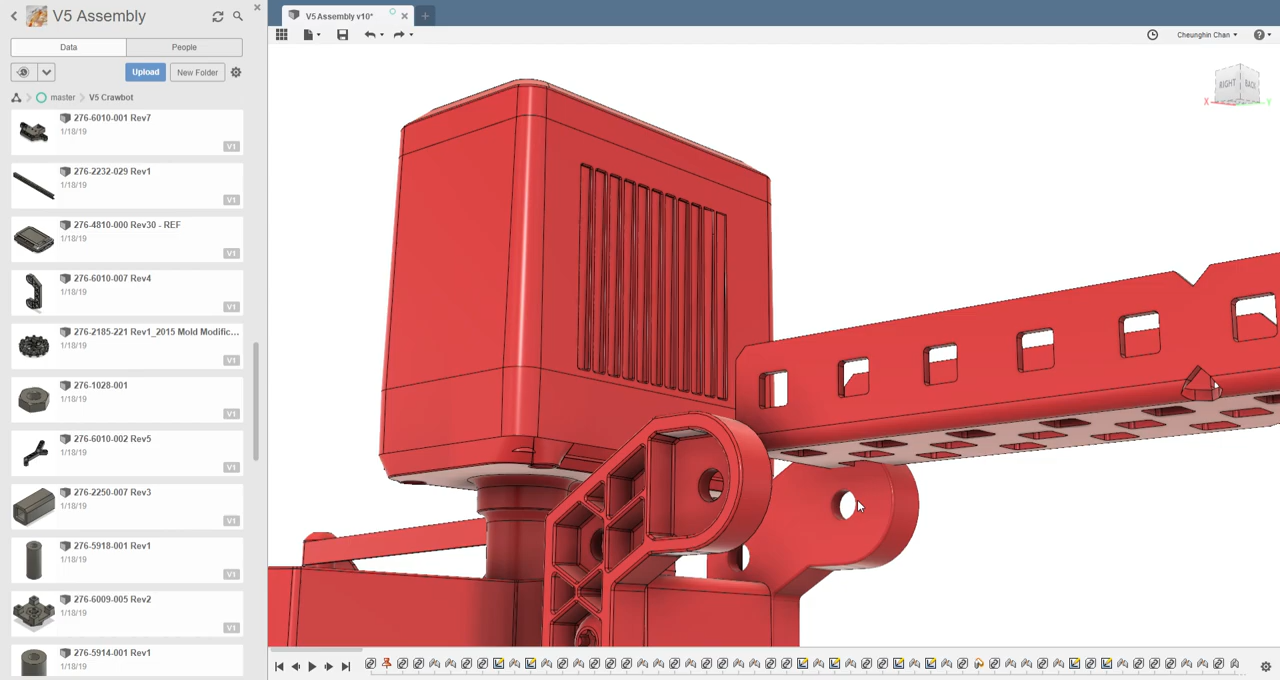 V5 Assembly
Data
People
Upload
New Folder
master
V5 Crawbot
276-6010-001 Rev7
1/18/19
V1
276-2232-029 Rev1
1/18/19
V1
276-4810-000 Rev30 - REF
1/18/19
V1
276-6010-007 Rev4
1/18/19
V1
276-2185-221 Rev1_2015 Mold Modific...
1/18/19
V1
276-1028-001
1/18/19
V1
276-6010-002 Rev5
1/18/19
V1
276-2250-007 Rev3
1/18/19
V1
276-5918-001 Rev1
1/18/19
V1
276-6009-005 Rev2
1/18/19
V1
276-5914-001 Rev1
1/18/19
V5 Assembly v10*
Cheunghin Chan
RIGHT
BACK
X
Y